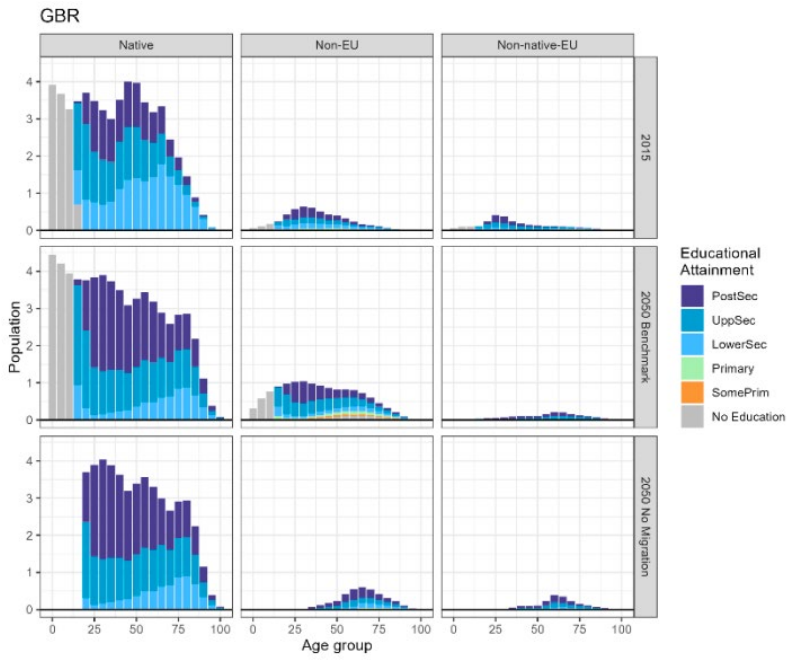 GBR
Native Non-EU Non-native-EU
4
3
2
1
0
2015
4
3
2
1
0
2050 Benchmark
4
3
2
1
0
2050 No Migration
Population
0 25 50 75 100 0 25 50 75 100 0 25 50 75 100
Age group
Educational
Attainment
PostSec
UppSec
LowerSec
Primary
SomePrim
No Education